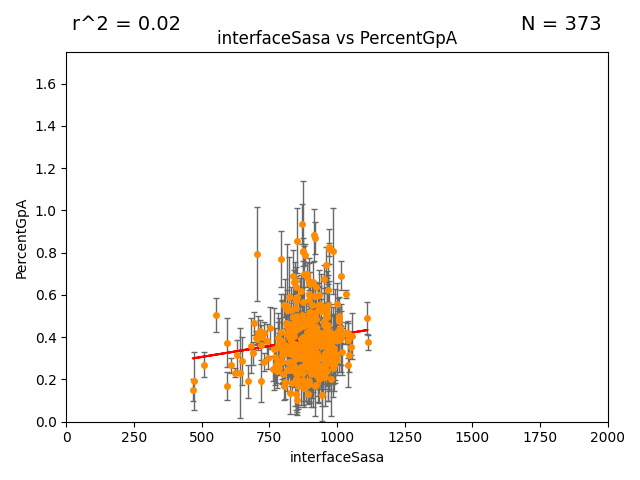 r^2 = 0.02
N = 373
interfaceSasa vs PercentGpA
1.6
1.4
1.2
1.0
0.8
0.6
0.4
0.2
0.0
PercentGpA
0 250 500 750 1000 1250 1500 1750 2000
interfaceSasa